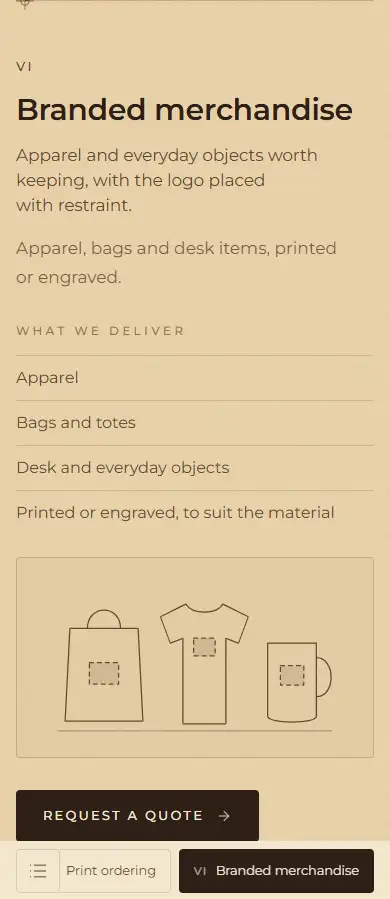 VI
Branded merchandise
Apparel and everyday objects worth
keeping, with the logo placed
with restraint.
Apparel, bags and desk items, printed
or engraved.
WHAT WE DELIVER
Apparel
Bags and totes
Desk and everyday objects
Printed or engraved, to suit the material
REQUEST A QUOTE →
Print ordering
VI Branded merchandise